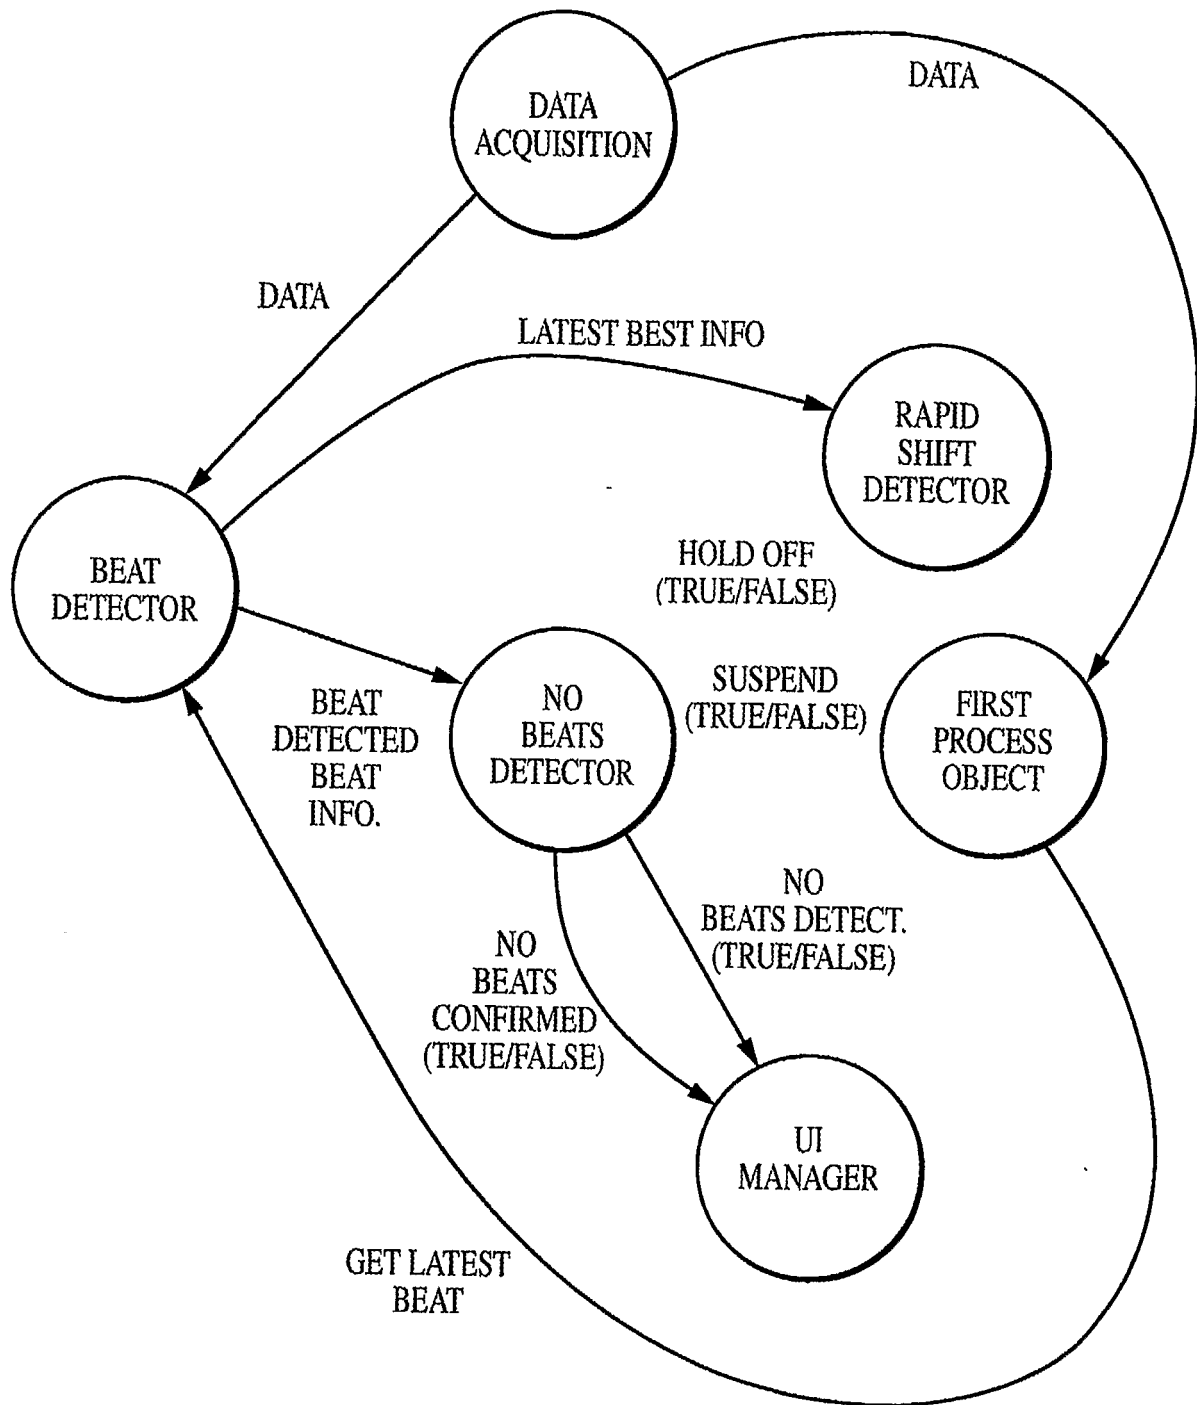 DATA
ACQUISITION
DATA
DATA
LATEST BEST INFO
RAPID
SHIFT
DETECTOR
BEAT
DETECTOR
HOLD OFF
(TRUE/FALSE)
SUSPEND
(TRUE/FALSE)
NO
BEATS
DETECTOR
FIRST
PROCESS
OBJECT
BEAT
DETECTED
BEAT
INFO.
NO
BEATS DETECT.
(TRUE/FALSE)
NO
BEATS
CONFIRMED
(TRUE/FALSE)
UI
MANAGER
GET LATEST
BEAT